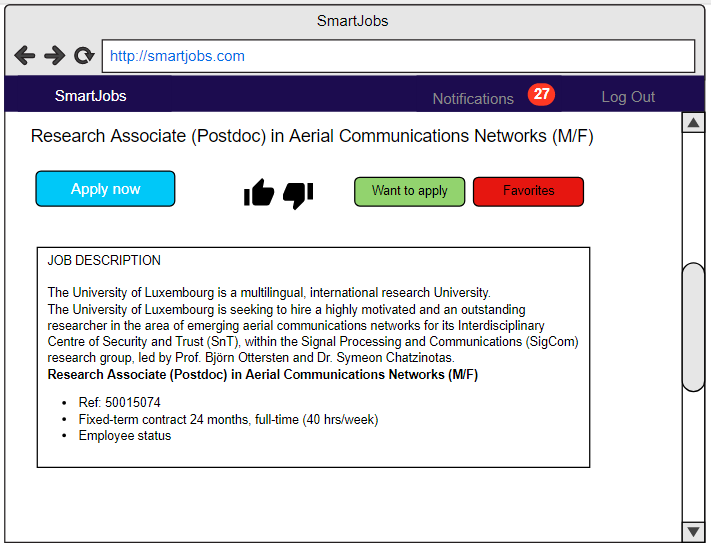 SmartJobs
http://smartjobs.com
SmartJobs Notifications 27 Log Out
Research Associate (Postdoc) in Aerial Communications Networks (M/F)
Apply now Want to apply Favorites
JOB DESCRIPTION
The University of Luxembourg is a multilingual, international research University.
The University of Luxembourg is seeking to hire a highly motivated and an outstanding
researcher in the area of emerging aerial communications networks for its Interdisciplinary
Centre of Security and Trust (SnT), within the Signal Processing and Communications (SigCom)
research group, led by Prof. Björn Ottersten and Dr. Symeon Chatzinotas.
Research Associate (Postdoc) in Aerial Communications Networks (M/F)
• Ref: 50015074
• Fixed-term contract 24 months, full-time (40 hrs/week)
• Employee status